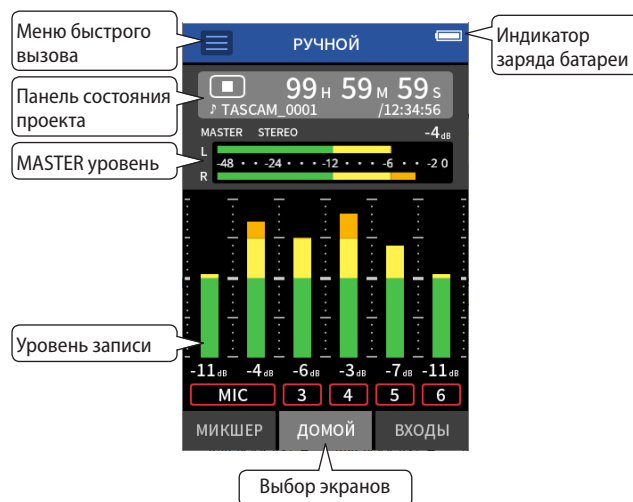 Меню быстрого
вызова
РУЧНОЙ
Индикатор
заряда батареи
Панель состояния
проекта
99 H 59 M 59 S
♪ TASCAM_0001 /12:34:56
MASTER STEREO -4 dB
MASTER уровень
L
-48 • • -24 • • • -12 • • • -6 • • -2 0
R
Уровень записи
-11 dB -4 dB -6 dB -3 dB -7 dB -11 dB
MIC 3 4 5 6
МИКШЕР ДОМОЙ ВХОДЫ
Выбор экранов